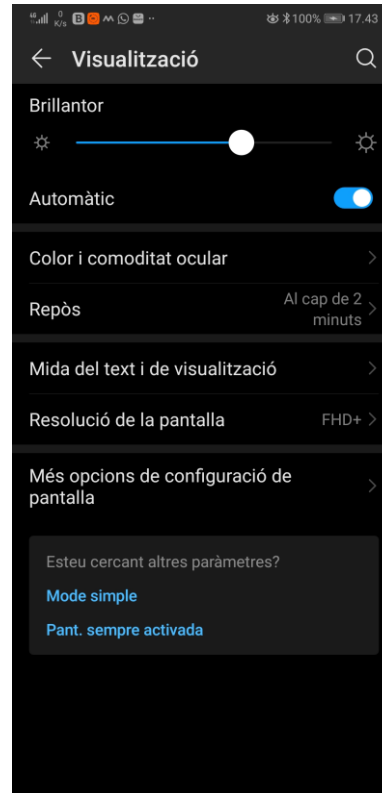 0 K/s 100% 17.43
Visualització
Brillantor
Automàtic
Color i comoditat ocular
Repòs
Al cap de 2
minuts
Mida del text i de visualització
Resolució de la pantalla FHD+
Més opcions de configuració de
pantalla
Esteu cercant altres paràmetres?
Mode simple
Pant. sempre activada